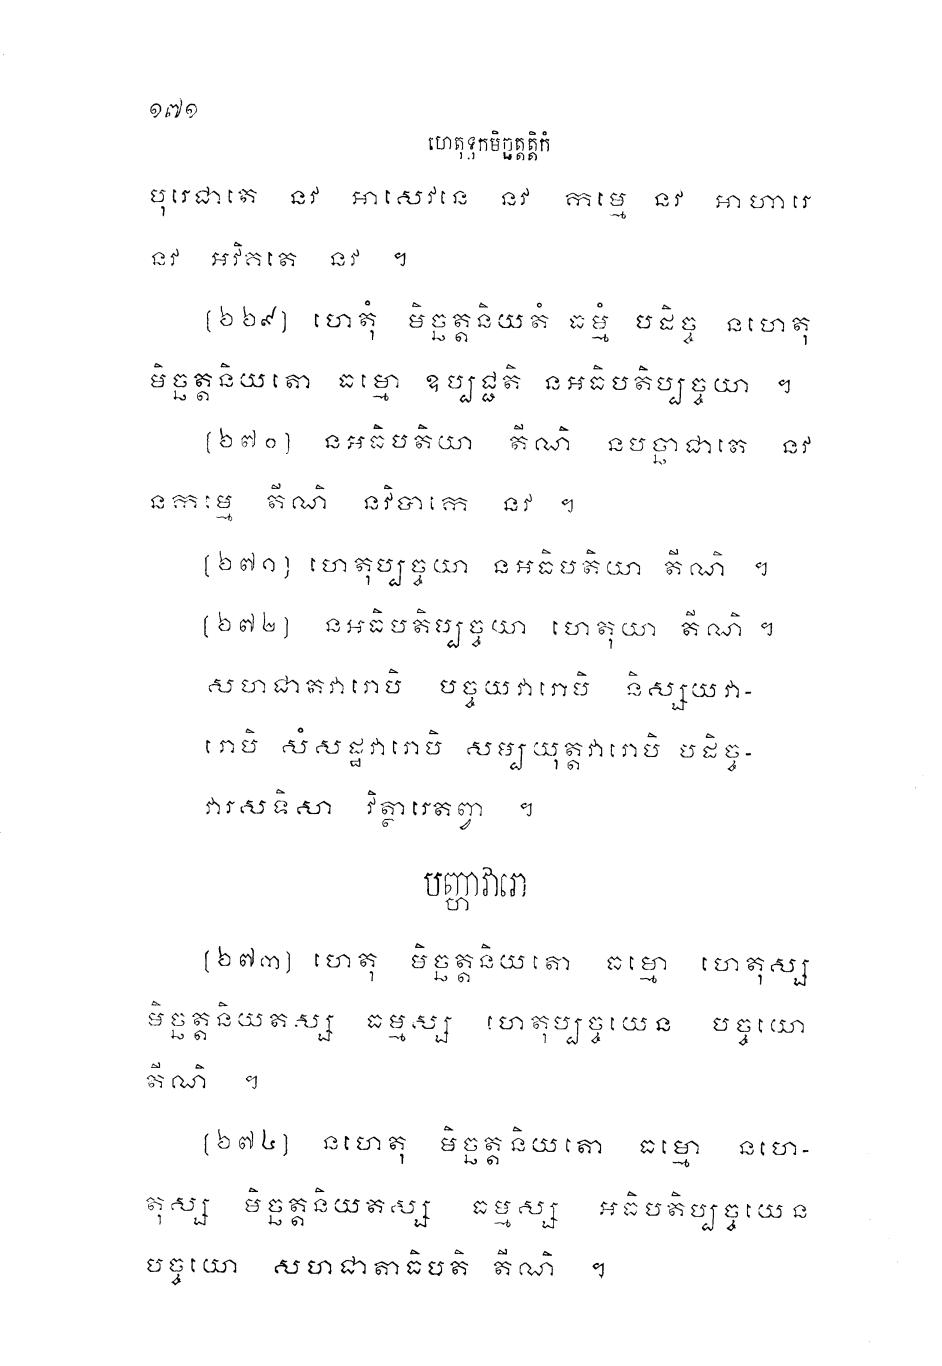 ១៧១
ហេតុទុកមិច្ឆត្តត្តិកំ
បុរេជាតេ នវ អាសេវនេ នវ កម្មេ នវ អាហារេ
នវ អវិគតេ នវ ។
[២៦៩] ហេតុំ មិច្ឆត្តនិយតំ ធម្មំ បដិច្ច នហេតុ
មិច្ឆត្តនិយតោ ធម្មោ ឧប្បជ្ជតិ នអធិបតិប្បច្ចយា ។
[២៧០] នអធិបតិយា តីណិ នបច្ឆាជាតេ នវ
នកម្មេ តីណិ នវិបាកេ នវ ។
[២៧១] ហេតុប្បច្ចយា នអធិបតិយា តីណិ ។
[២៧២] នអធិបតិប្បច្ចយា ហេតុយា តីណិ ។
សហជាតវារោបិ បច្ចយវារោបិ និស្សយវា-
រោបិ សំសដ្ឋវារោបិ សម្បយុត្តវារោបិ បដិច្ច-
វារសទិសា វិត្ថារេតព្វា ។
បញ្ហាវារោ
[២៧៣] ហេតុ មិច្ឆត្តនិយតោ ធម្មោ ហេតុស្ស
មិច្ឆត្តនិយតស្ស ធម្មស្ស ហេតុប្បច្ចយេន បច្ចយោ
តីណិ ។
[២៧៤] នហេតុ មិច្ឆត្តនិយតោ ធម្មោ នហេ-
តុស្ស មិច្ឆត្តនិយតស្ស ធម្មស្ស អធិបតិប្បច្ចយេន
បច្ចយោ សហជាតាធិបតិ តីណិ ។